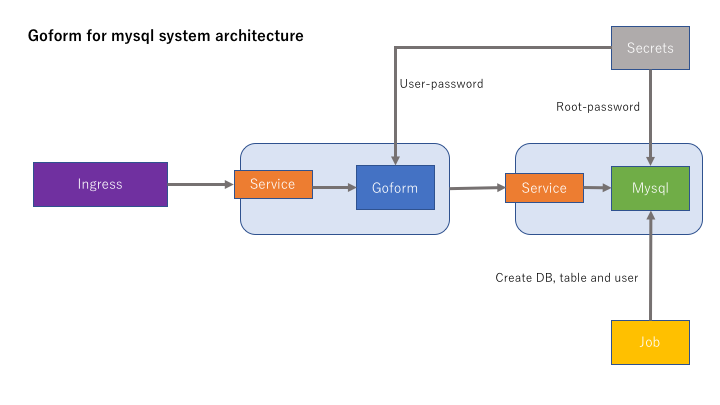 Goform for mysql system architecture
Secrets
User-password
Root-password
Ingress
Service
Goform
Service
Mysql
Create DB, table and user
Job